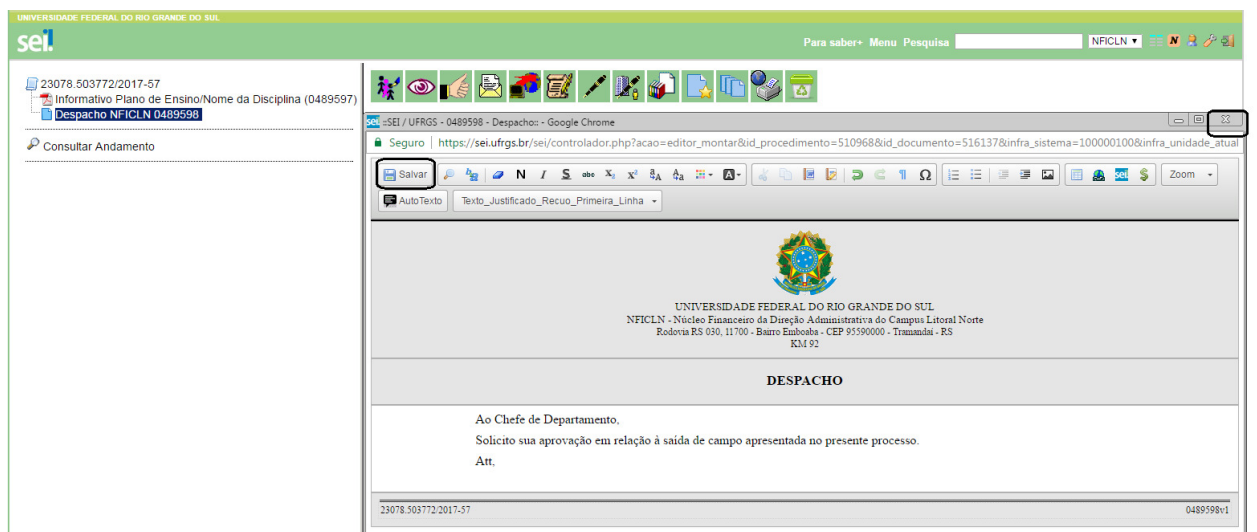 UNIVERSIDADE FEDERAL DO RIO GRANDE DO SUL
sei!
Para saber+ Menu Pesquisa NFICLN
23078.503772/2017-57
Informativo Plano de Ensino/Nome da Disciplina (0489597)
Despacho NFICLN 0489598
Consultar Andamento
sei ::SEI / UFRGS - 0489598 - Despacho:: - Google Chrome
Seguro | https://sei.ufrgs.br/sei/controlador.php?acao=editor_montar&id_procedimento=510968&id_documento=516137&infra_sistema=100000100&infra_unidade_atual
Salvar N I S abc X₂ X² Ω sei $ Zoom
AutoTexto Texto_Justificado_Recuo_Primeira_Linha
UNIVERSIDADE FEDERAL DO RIO GRANDE DO SUL
NFICLN - Núcleo Financeiro da Direção Administrativa do Campus Litoral Norte
Rodovia RS 030, 11700 - Bairro Emboaba - CEP 95590000 - Tramandaí - RS
KM 92
DESPACHO
Ao Chefe de Departamento,
Solicito sua aprovação em relação à saída de campo apresentada no presente processo.
Att,
23078.503772/2017-57 0489598v1